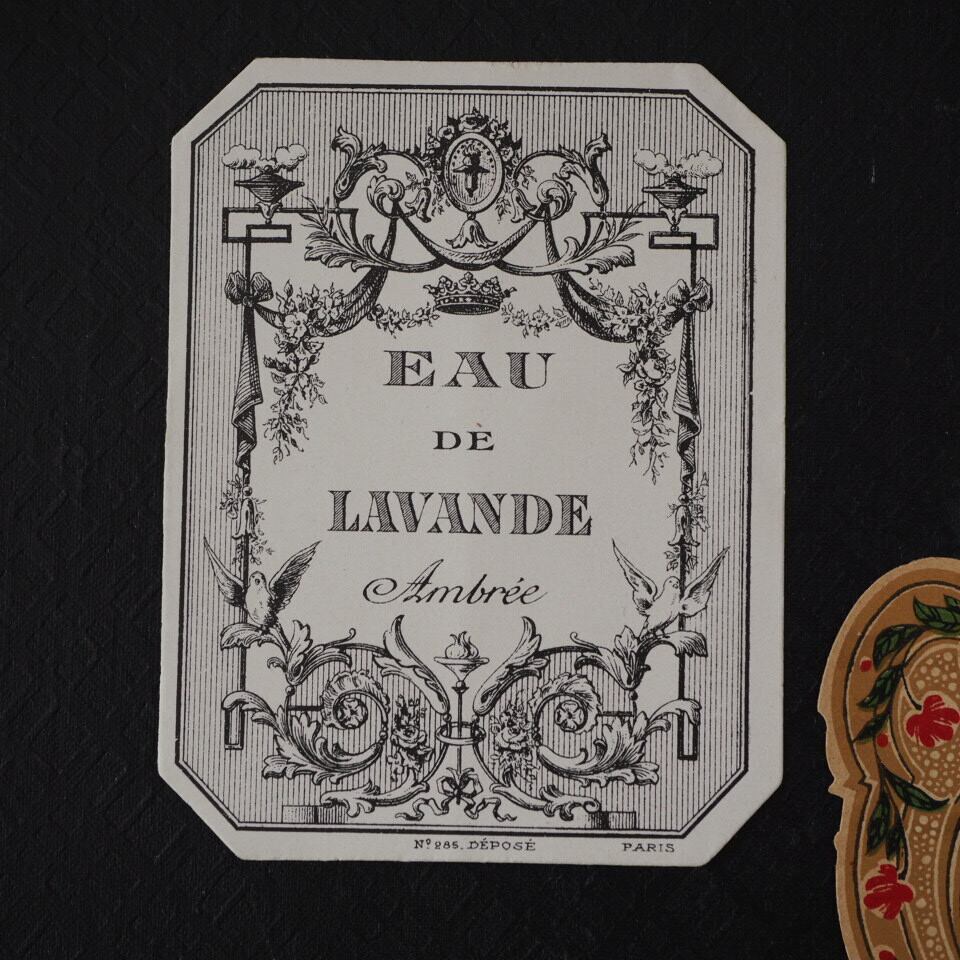 EAU
DE
LAVANDE
Ambrée
Nº 285. DÉPOSÉ PARIS